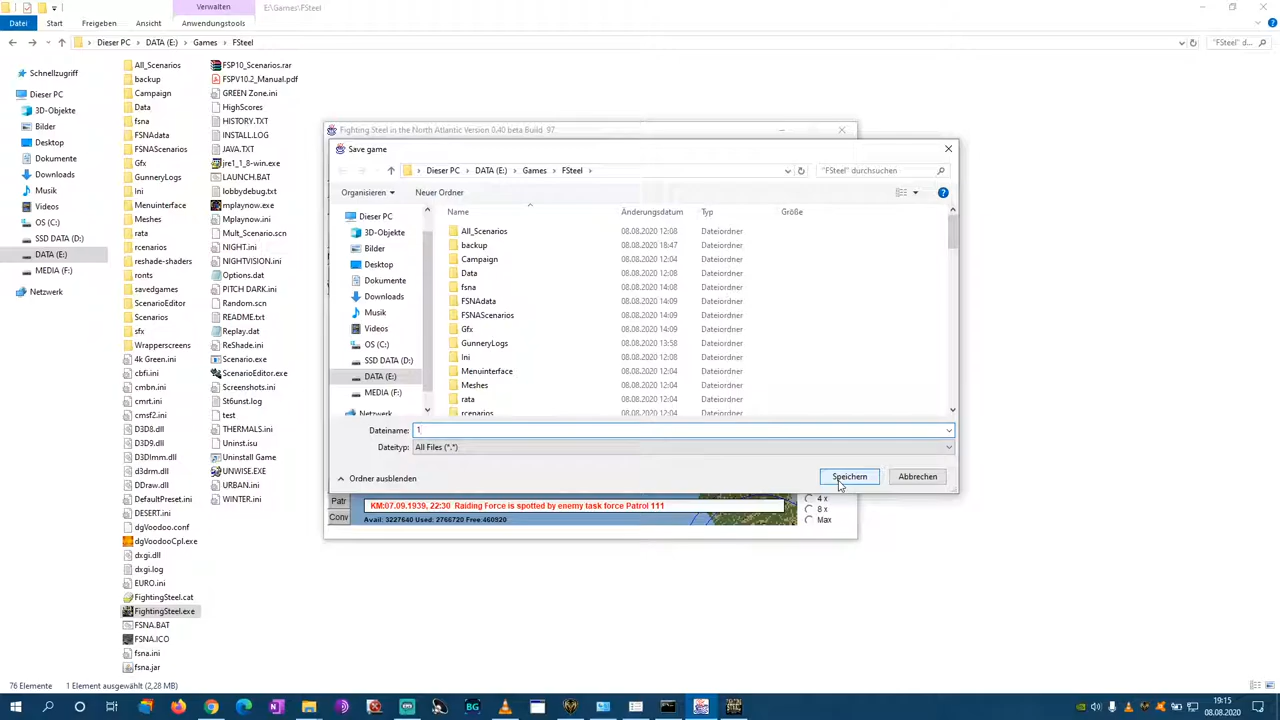 Verwalten
E:\Games\FSteel
Datei
Start
Freigeben
Ansicht
Anwendungstools
Dieser PC
DATA (E:)
Games
FSteel
"FSteel" d...
Schnellzugriff
Dieser PC
3D-Objekte
Bilder
Desktop
Dokumente
Downloads
Musik
Videos
OS (C:)
SSD DATA (D:)
DATA (E:)
MEDIA (F:)
Netzwerk
All_Scenarios
backup
Campaign
Data
fsna
FSNAdata
FSNAScenarios
Gfx
GunneryLogs
Ini
Menuinterface
Meshes
rata
rcenarios
reshade-shaders
ronts
savedgames
ScenarioEditor
Scenarios
sfx
Wrapperscreens
4k Green.ini
cbfi.ini
cmbn.ini
cmrt.ini
cmsf2.ini
D3D8.dll
D3D9.dll
D3DImm.dll
d3drm.dll
DDraw.dll
DefaultPreset.ini
DESERT.ini
dgVoodoo.conf
dgVoodooCpl.exe
dxgi.dll
dxgi.log
EURO.ini
FightingSteel.cat
FightingSteel.exe
FSNA.BAT
FSNA.ICO
fsna.ini
fsna.jar
FSP10_Scenarios.rar
FSPV10.2_Manual.pdf
GREEN Zone.ini
HighScores
HISTORY.TXT
INSTALL.LOG
JAVA.TXT
jre1_1_8-win.exe
LAUNCH.BAT
lobbydebug.txt
mplaynow.exe
Mplaynow.ini
Mult_Scenario.scn
NIGHT.ini
NIGHTVISION.ini
Options.dat
PITCH DARK.ini
Random.scn
README.TXT
Replay.dat
ReShade.ini
Scenario.exe
ScenarioEditor.exe
Screenshots.ini
St6unst.log
test
THERMALS.ini
Uninst.isu
Uninstall Game
UNWISE.EXE
URBAN.ini
WINTER.ini
Fighting Steel in the North Atlantic Version 0.40 beta Build 97
Save game
Dieser PC
DATA (E:)
Games
FSteel
"FSteel" durchsuchen
Organisieren
Neuer Ordner
Dieser PC
3D-Objekte
Bilder
Desktop
Dokumente
Downloads
Musik
Videos
OS (C:)
SSD DATA (D:)
DATA (E:)
MEDIA (F:)
Netzwerk
Name Änderungsdatum Typ Größe
All_Scenarios 08.08.2020 12:08 Dateiordner
backup 08.08.2020 18:47 Dateiordner
Campaign 08.08.2020 12:04 Dateiordner
Data 08.08.2020 12:08 Dateiordner
fsna 08.08.2020 14:08 Dateiordner
FSNAdata 08.08.2020 14:09 Dateiordner
FSNAScenarios 08.08.2020 14:09 Dateiordner
Gfx 08.08.2020 12:04 Dateiordner
GunneryLogs 08.08.2020 13:58 Dateiordner
Ini 08.08.2020 12:08 Dateiordner
Menuinterface 08.08.2020 12:04 Dateiordner
Meshes 08.08.2020 12:04 Dateiordner
rata 08.08.2020 12:04 Dateiordner
rcenarios 08.08.2020 12:04 Dateiordner
Dateiname: 1
Dateityp: All Files (*.*)
Ordner ausblenden
Speichern
Abbrechen
Patr
Conv
KM:07.09.1939, 22:30 Raiding Force is spotted by enemy task force Patrol 111
Avail: 3227640 Used: 2766720 Free:460920
4 x
8 x
Max
76 Elemente
1 Element ausgewählt (2,28 MB)
19:15
08.08.2020